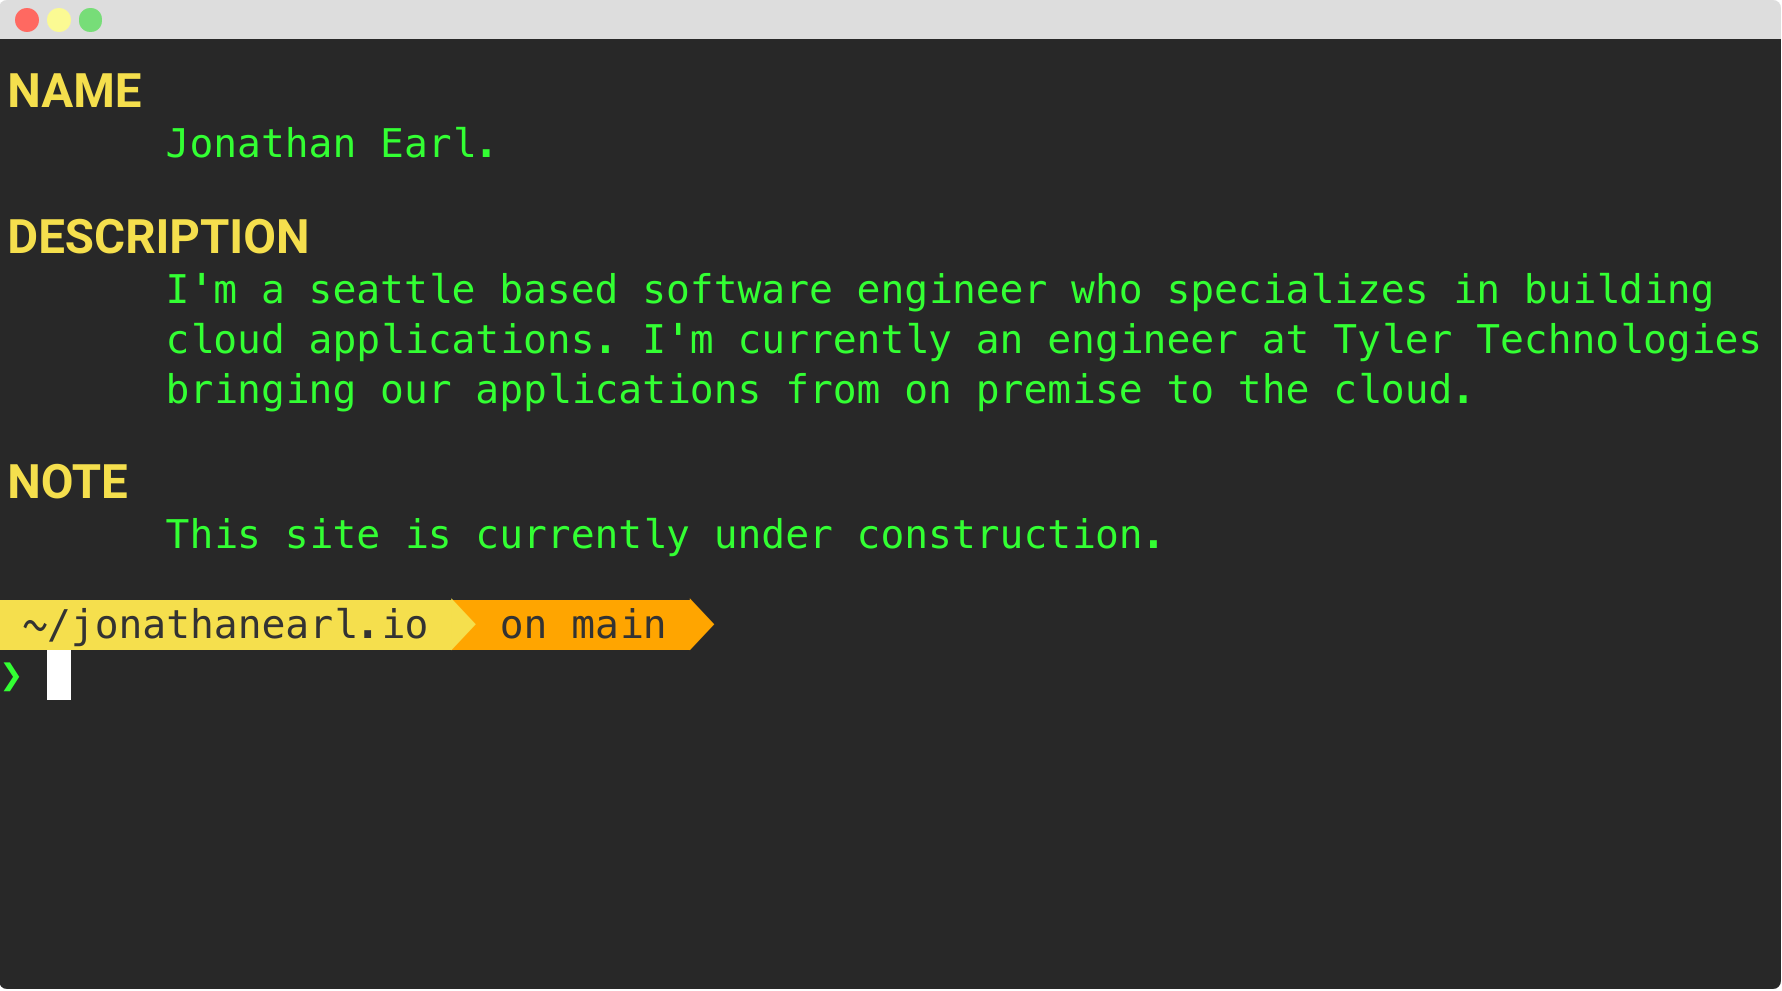 NAME
Jonathan Earl.
DESCRIPTION
I'm a seattle based software engineer who specializes in building
cloud applications. I'm currently an engineer at Tyler Technologies
bringing our applications from on premise to the cloud.
NOTE
This site is currently under construction.
~/jonathanearl.io on main
❯